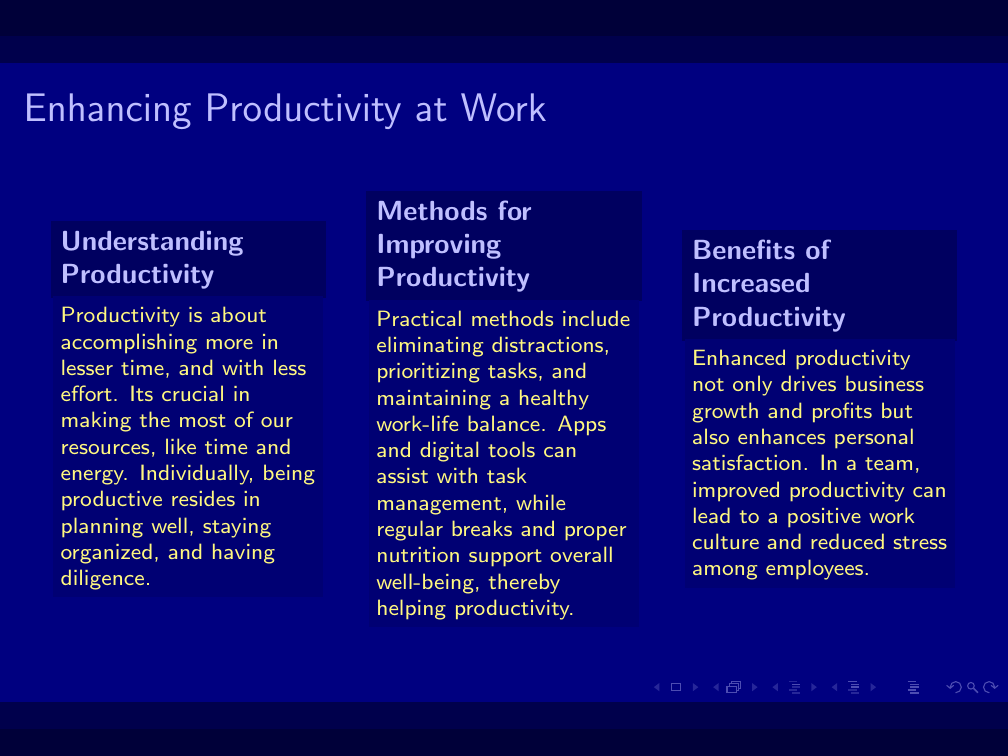 Enhancing Productivity at Work
Understanding
Productivity
Productivity is about
accomplishing more in
lesser time, and with less
effort. Its crucial in
making the most of our
resources, like time and
energy. Individually, being
productive resides in
planning well, staying
organized, and having
diligence.
Methods for
Improving
Productivity
Practical methods include
eliminating distractions,
prioritizing tasks, and
maintaining a healthy
work-life balance. Apps
and digital tools can
assist with task
management, while
regular breaks and proper
nutrition support overall
well-being, thereby
helping productivity.
Benefits of
Increased
Productivity
Enhanced productivity
not only drives business
growth and profits but
also enhances personal
satisfaction. In a team,
improved productivity can
lead to a positive work
culture and reduced stress
among employees.